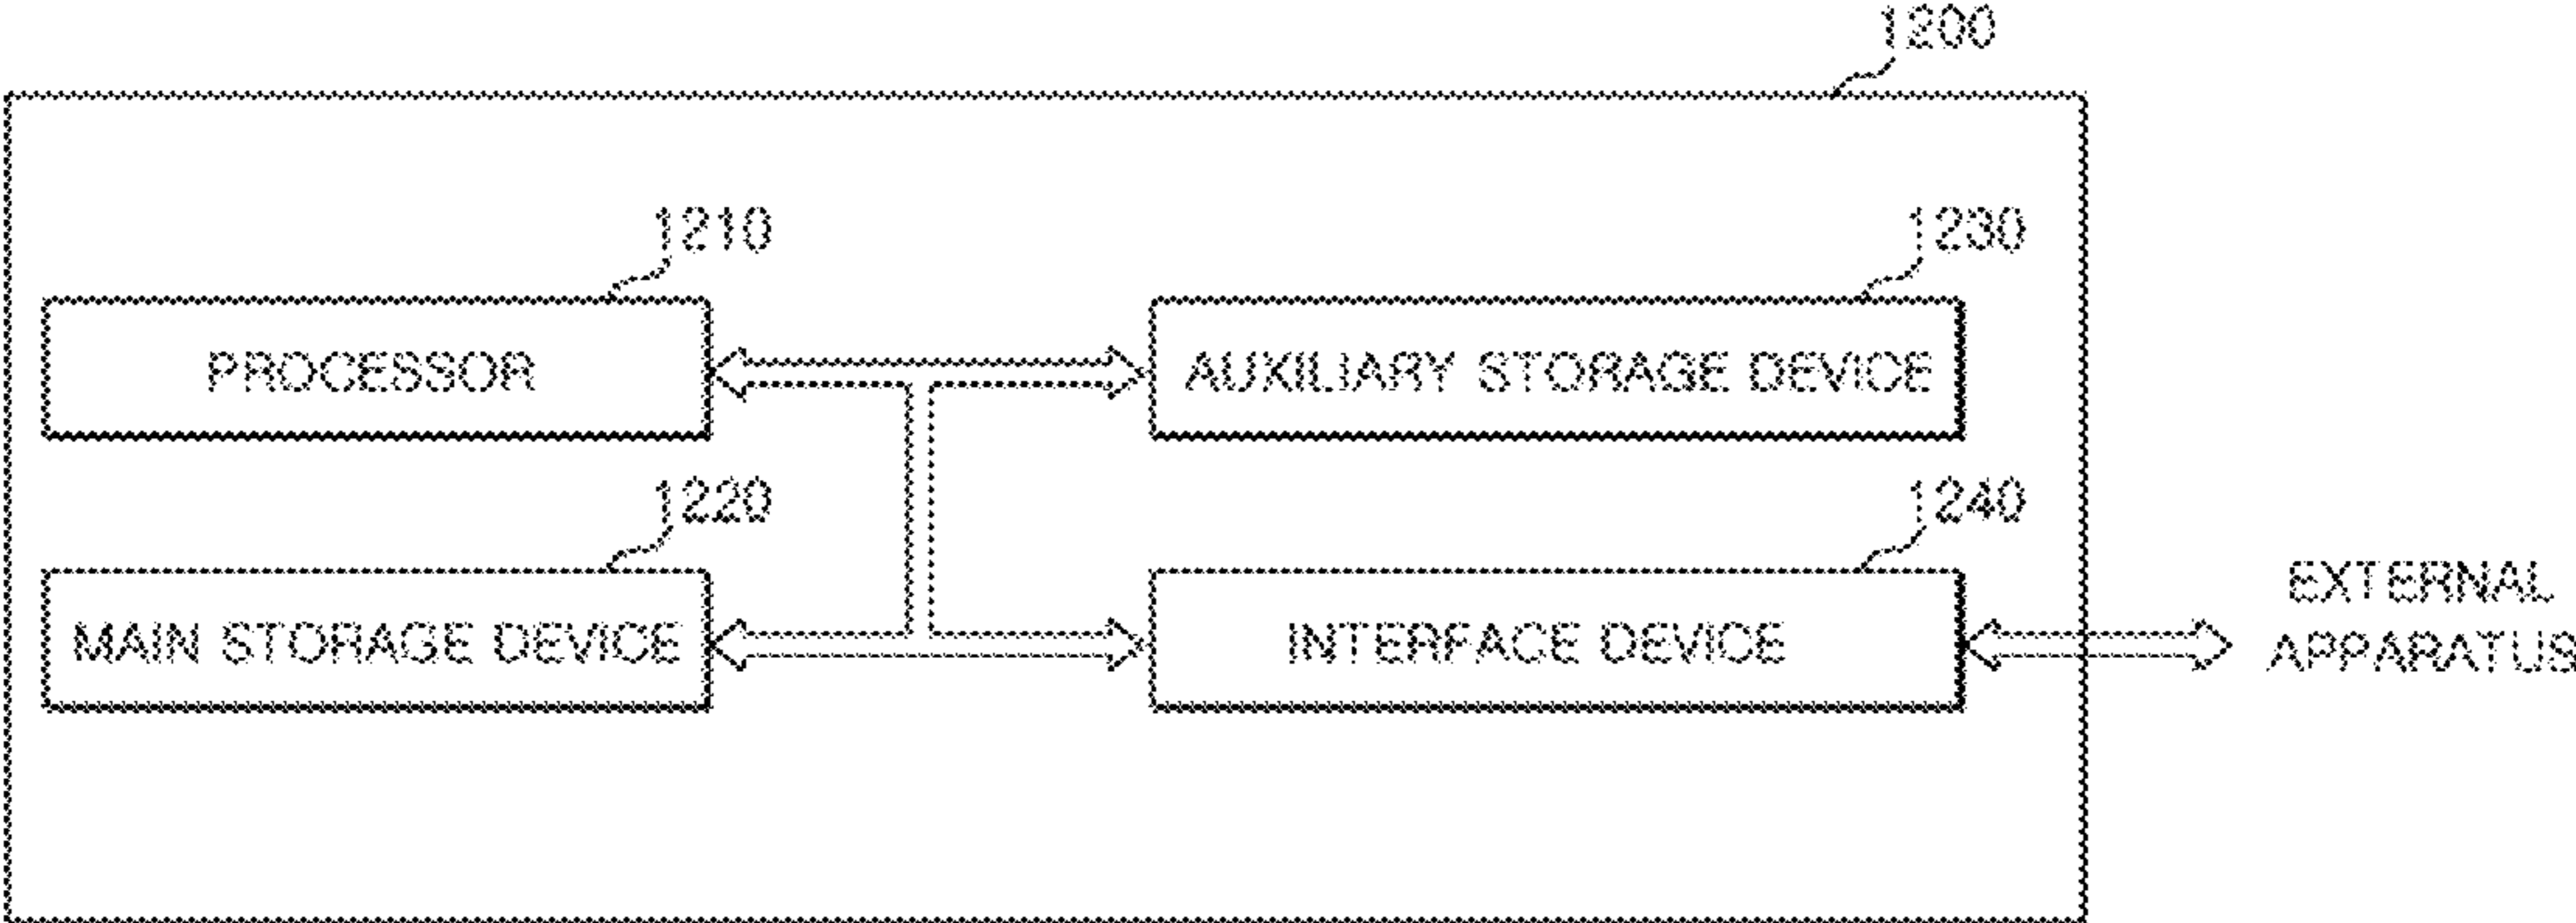 1200
1210
1230
PROCESSOR
AUXILIARY STORAGE DEVICE
1220
1240
MAIN STORAGE DEVICE
INTERFACE DEVICE
EXTERNAL
APPARATUS